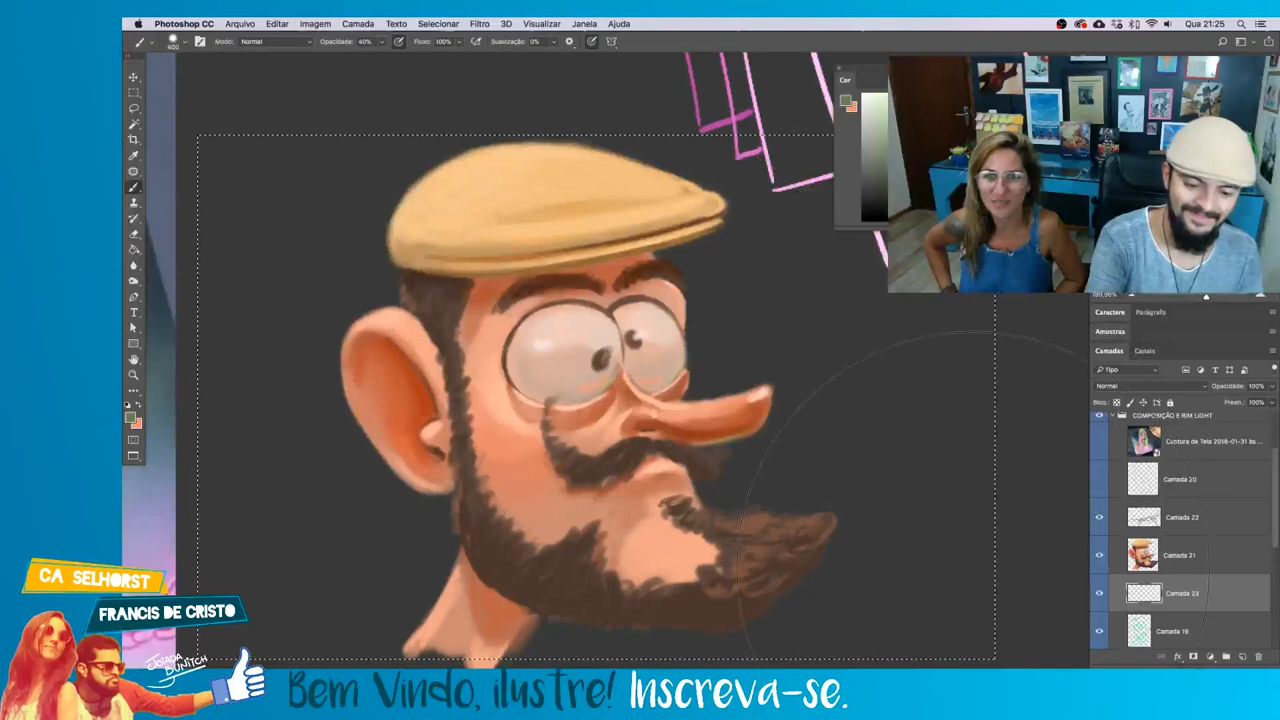 Photoshop CC Arquivo Editar Imagem Camada Texto Selecionar Filtro 3D Visualizar Janela Ajuda Qua 21:25
400 Modo: Normal Opacidade: 40% Fluxo: 100% Suavização: 0%
Cor
Caractere Parágrafo
Amostras
Camadas Canais
Tipo
Normal Opacidade: 100%
Bloq.: Preen.: 100%
COMPOSIÇÃO E RIM LIGHT
Captura de Tela 2018-01-31 às ...
Camada 20
Camada 22
Camada 21
Camada 23
Camada 19
CA SELHORST
FRANCIS DE CRISTO
Bem Vindo, ilustre! Inscreva-se.